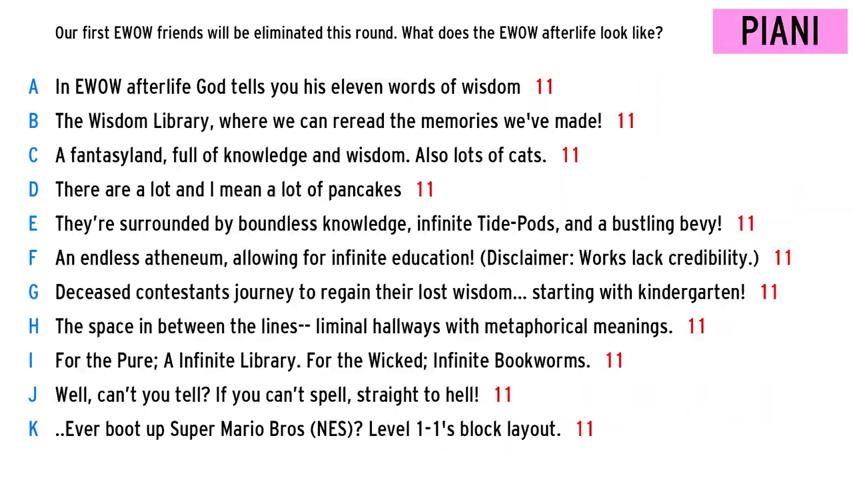 Our first EWOW friends will be eliminated this round. What does the EWOW afterlife look like?
PIANI
A In EWOW afterlife God tells you his eleven words of wisdom 11
B The Wisdom Library, where we can reread the memories we've made! 11
C A fantasyland, full of knowledge and wisdom. Also lots of cats. 11
D There are a lot and I mean a lot of pancakes 11
E They’re surrounded by boundless knowledge, infinite Tide-Pods, and a bustling bevy! 11
F An endless atheneum, allowing for infinite education! (Disclaimer: Works lack credibility.) 11
G Deceased contestants journey to regain their lost wisdom... starting with kindergarten! 11
H The space in between the lines-- liminal hallways with metaphorical meanings. 11
I For the Pure; A Infinite Library. For the Wicked; Infinite Bookworms. 11
J Well, can’t you tell? If you can’t spell, straight to hell! 11
K ..Ever boot up Super Mario Bros (NES)? Level 1-1's block layout. 11